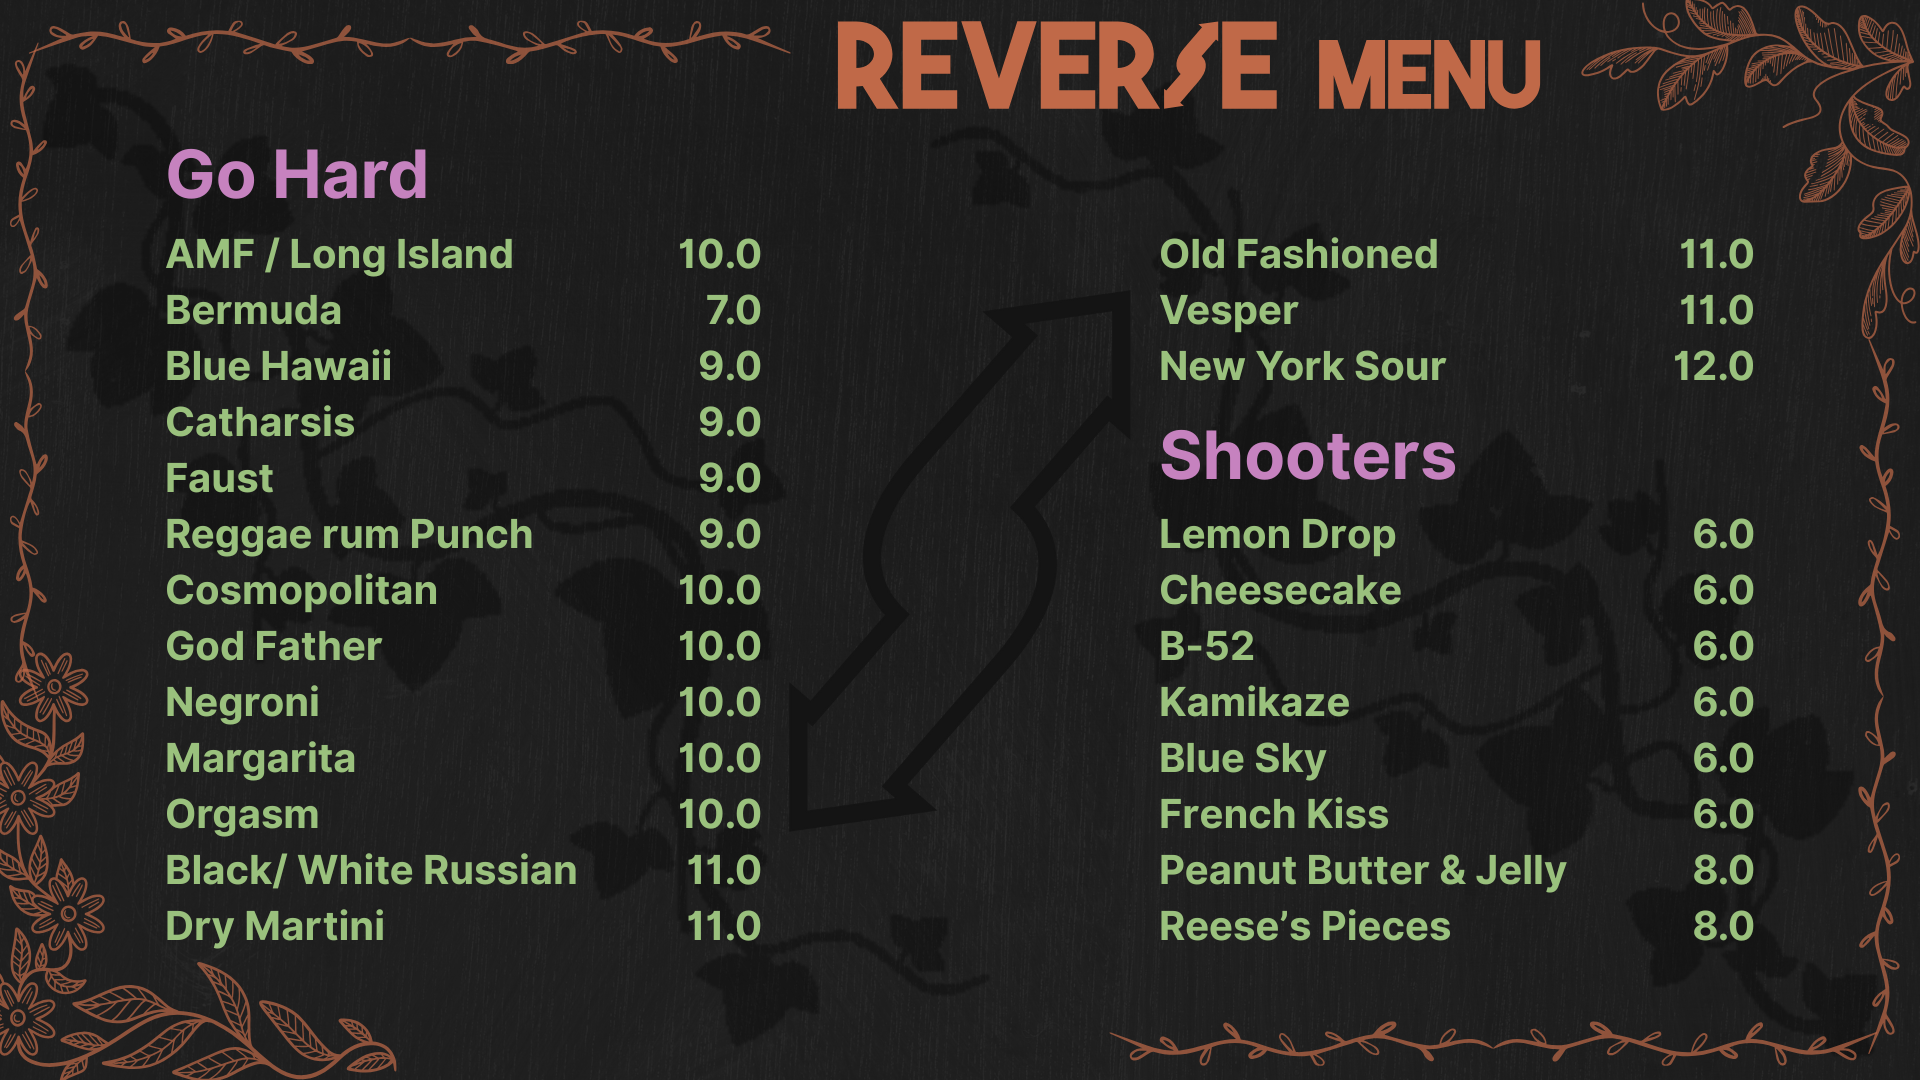 REVERSE MENU
Go Hard
AMF / Long Island 10.0
Bermuda 7.0
Blue Hawaii 9.0
Catharsis 9.0
Faust 9.0
Reggae rum Punch 9.0
Cosmopolitan 10.0
God Father 10.0
Negroni 10.0
Margarita 10.0
Orgasm 10.0
Black/ White Russian 11.0
Dry Martini 11.0
Old Fashioned 11.0
Vesper 11.0
New York Sour 12.0
Shooters
Lemon Drop 6.0
Cheesecake 6.0
B-52 6.0
Kamikaze 6.0
Blue Sky 6.0
French Kiss 6.0
Peanut Butter & Jelly 8.0
Reese’s Pieces 8.0